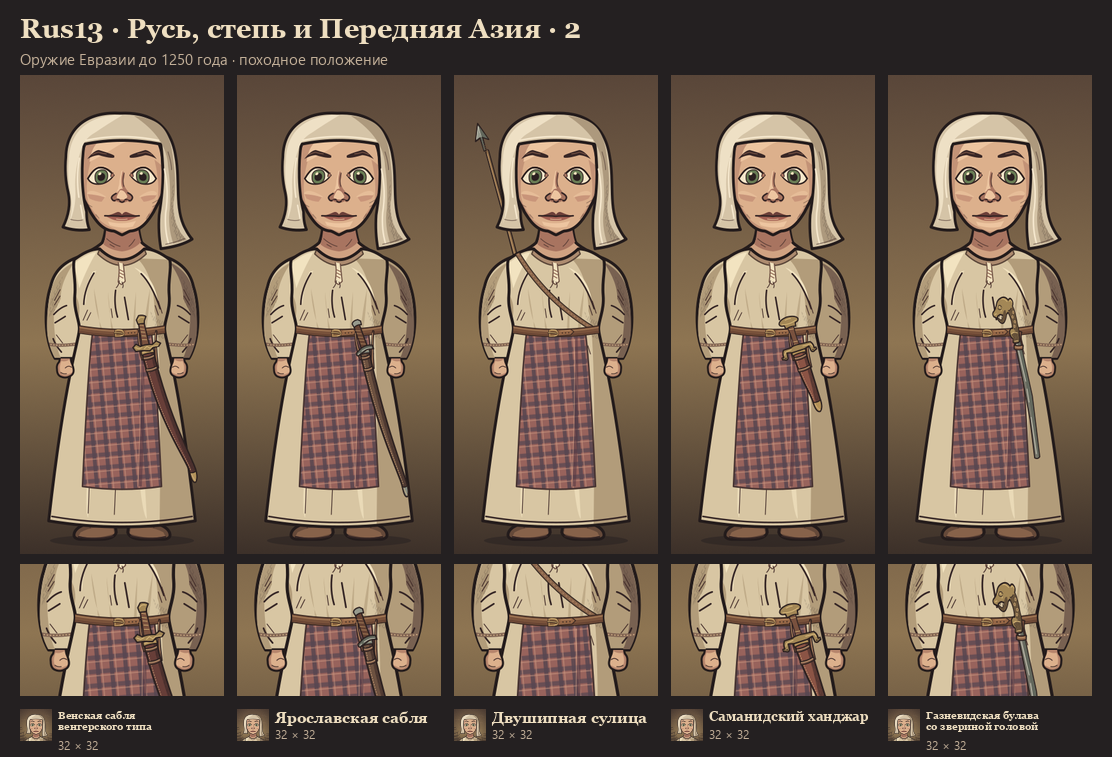 Rus13 · Русь, степь и Передняя Азия · 2
Оружие Евразии до 1250 года · походное положение
Венская сабля
венгерского типа
32 × 32
Ярославская сабля
32 × 32
Двушипная сулица
32 × 32
Саманидский ханджар
32 × 32
Газневидская булава
со звериной головой
32 × 32